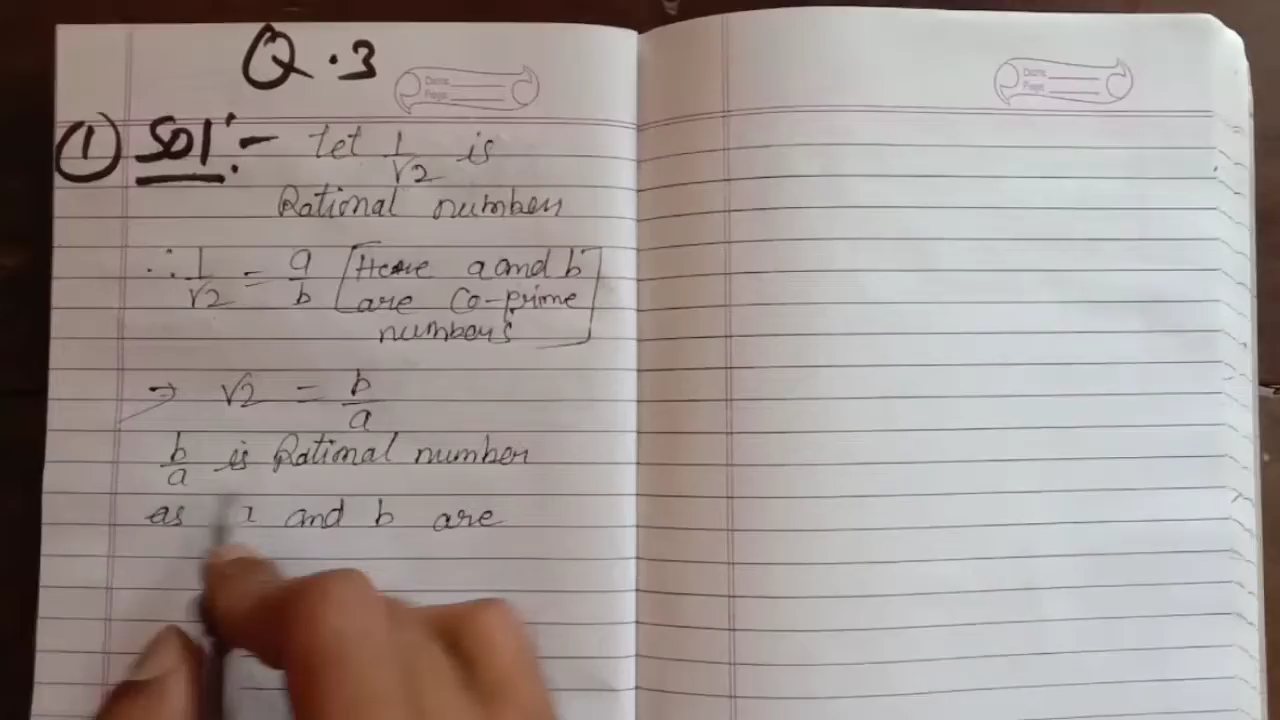 Q.3
Date
Page
Date
Page
① Sol:- let 1/√2 is
Rational number
∴ 1/√2 = a/b [Here a and b
are Co-prime
numbers]
→ √2 = b/a
b/a is Rational number
as and b are